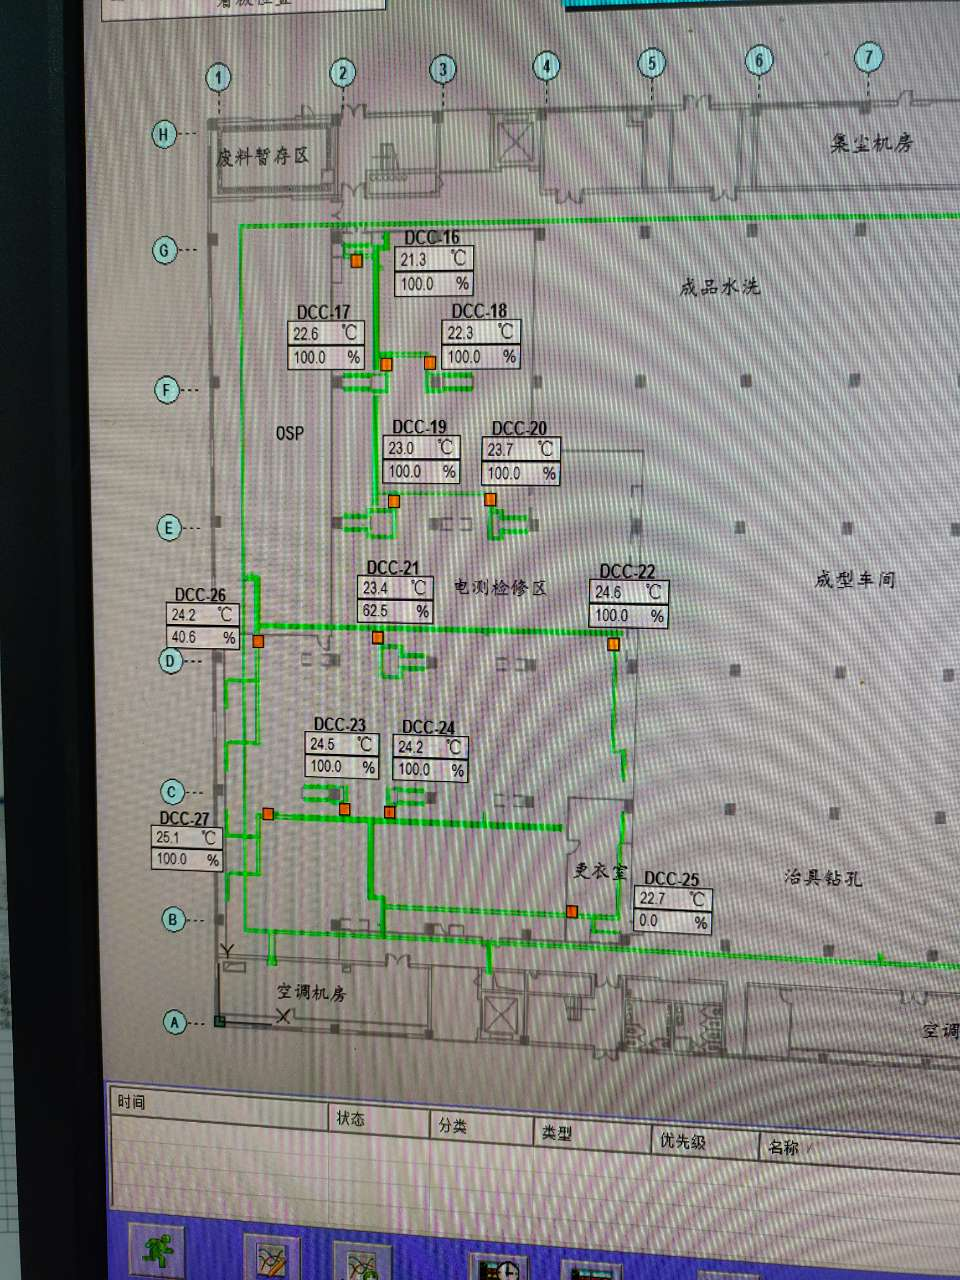 1
2
3
4
5
6
7
H
废料暂存区
集尘机房
G
DCC-16
21.3 ℃
100.0 %
成品水洗
DCC-17
22.6 ℃
100.0 %
DCC-18
22.3 ℃
100.0 %
F
OSP
DCC-19
23.0 ℃
100.0 %
DCC-20
23.7 ℃
100.0 %
E
DCC-21
23.4 ℃
62.5 %
电测检修区
DCC-22
24.6 ℃
100.0 %
成型车间
DCC-26
24.2 ℃
40.6 %
D
DCC-23
24.5 ℃
100.0 %
DCC-24
24.2 ℃
100.0 %
C
DCC-27
25.1 ℃
100.0 %
更衣室
DCC-25
22.7 ℃
0.0 %
治具钻孔
B
Y
空调机房
X
A
空调
时间
状态
分类
类型
优先级
名称 /